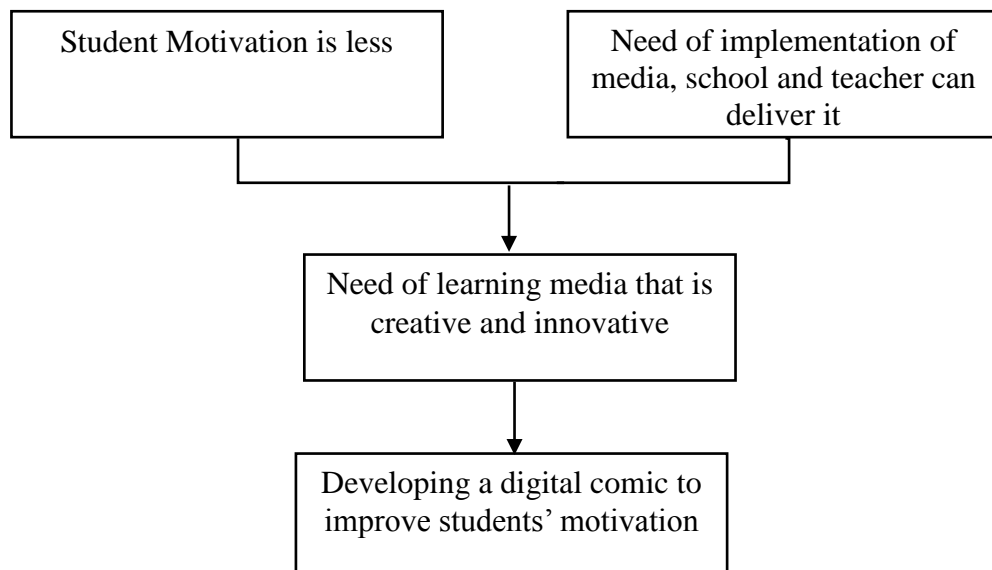 Student Motivation is less
Need of implementation of
media, school and teacher can
deliver it
Need of learning media that is
creative and innovative
Developing a digital comic to
improve students’ motivation